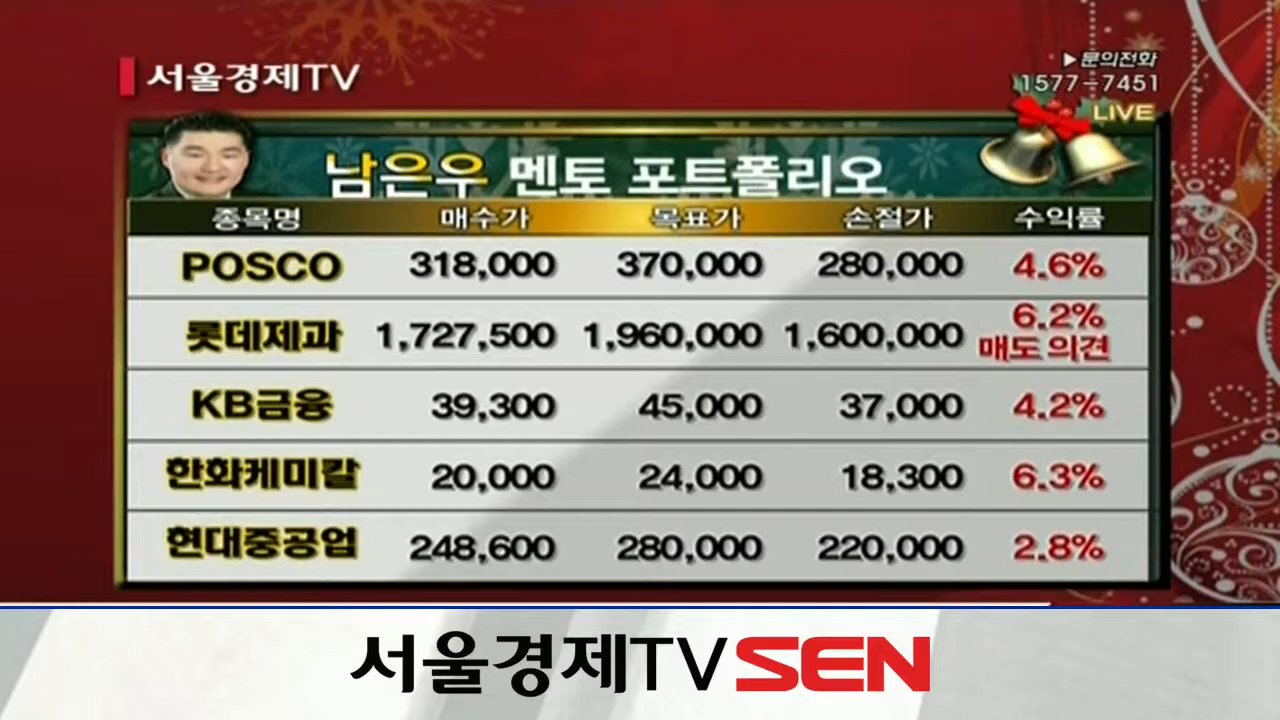 서울경제TV
▶문의전화
1577-7451
LIVE
남은우 멘토 포트폴리오
종목명 매수가 목표가 손절가 수익률
POSCO 318,000 370,000 280,000 4.6%
롯데제과 1,727,500 1,960,000 1,600,000 6.2% 매도 의견
KB금융 39,300 45,000 37,000 4.2%
한화케미칼 20,000 24,000 18,300 6.3%
현대중공업 248,600 280,000 220,000 2.8%
서울경제TV SEN